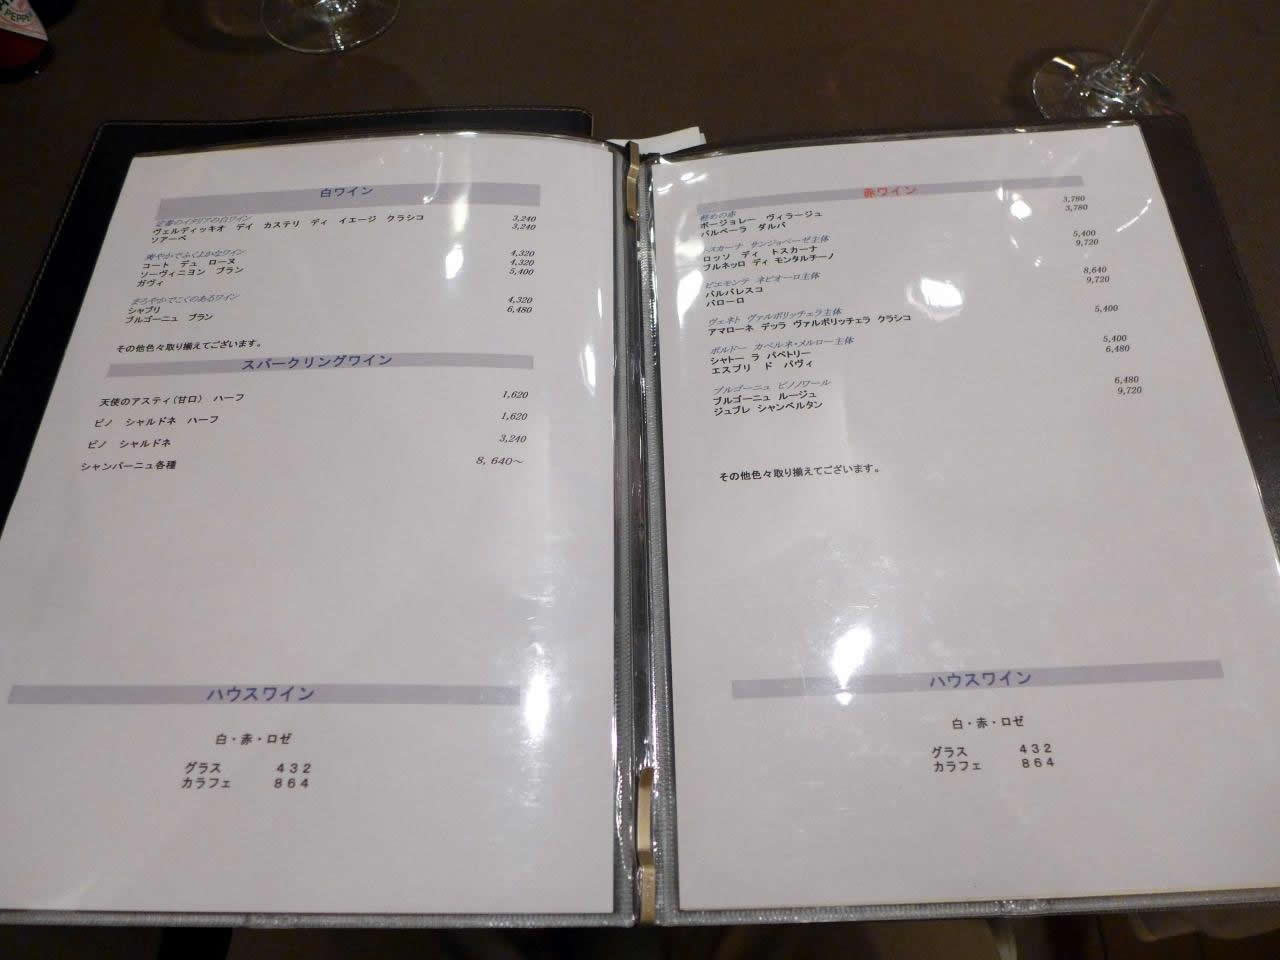 PEPPE
白ワイン
定番のイタリアの白ワイン
ヴェルディッキオ デイ カステリ ディ イエージ クラシコ 3,240
ソアーベ 3,240
爽やかでふくよかなワイン
コート デュ ローヌ 4,320
ソーヴィニヨン ブラン 4,320
ガヴィ 5,400
まろやかでこくのあるワイン
シャブリ 4,320
ブルゴーニュ ブラン 6,480
その他色々取り揃えてございます。
スパークリングワイン
天使のアスティ(甘口) ハーフ 1,620
ピノ シャルドネ ハーフ 1,620
ピノ シャルドネ 3,240
シャンパーニュ各種 8,640～
ハウスワイン
白・赤・ロゼ
グラス 432
カラフェ 864
赤ワイン
軽めの赤
ボージョレー ヴィラージュ 3,780
バルベーラ ダルバ 3,780
トスカーナ サンジョベーゼ主体
ロッソ ディ トスカーナ 5,400
ブルネッロ ディ モンタルチーノ 9,720
ピエモンテ ネビオーロ主体
バルバレスコ 8,640
バローロ 9,720
ヴェネト ヴァルポリッチェラ主体
アマローネ デッラ ヴァルポリッチェラ クラシコ 5,400
ボルドー カベルネ・メルロー主体
シャトー ラ パペトリー 5,400
エスプリ ド パヴィ 6,480
ブルゴーニュ ピノノワール
ブルゴーニュ ルージュ 6,480
ジュブレ シャンベルタン 9,720
その他色々取り揃えてございます。
ハウスワイン
白・赤・ロゼ
グラス 432
カラフェ 864